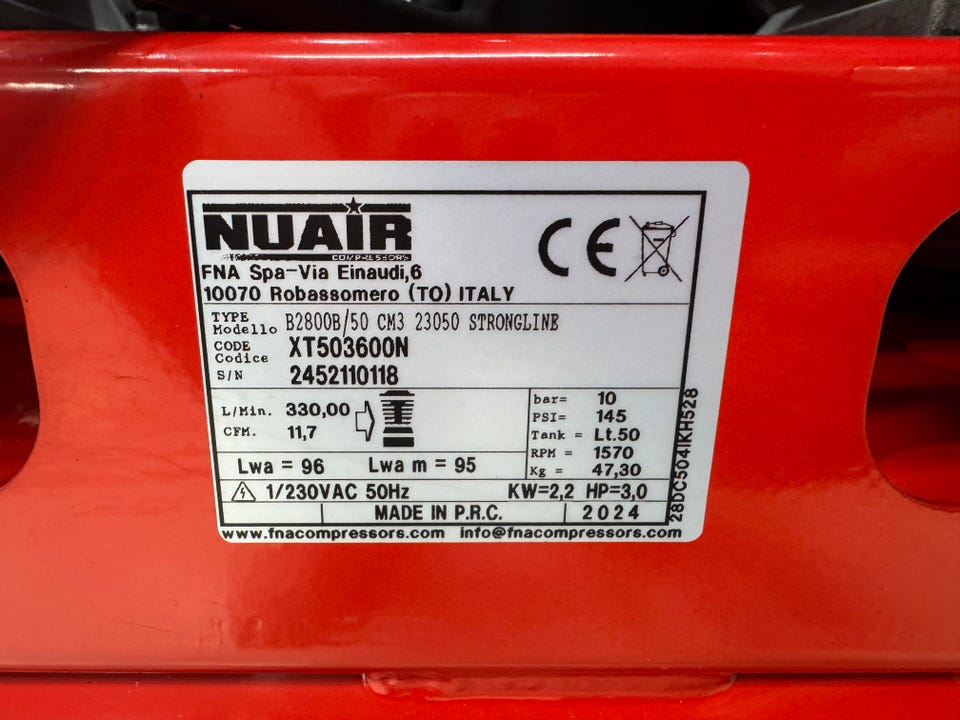 NUAIR
COMPRESSORS
CE
FNA Spa-Via Einaudi,6
10070 Robassomero (TO) ITALY
TYPE
Modello B2800B/50 CM3 23050 STRONGLINE
CODE
Codice XT503600N
S/N 2452110118
L/Min. 330,00
CFM. 11,7
bar= 10
PSI= 145
Tank = Lt.50
RPM = 1570
Kg = 47,30
Lwa = 96 Lwa m = 95
1/230VAC 50Hz KW=2,2 HP=3,0
MADE IN P.R.C. 2024
www.fnacompressors.com info@fnacompressors.com
28DC504IKH528